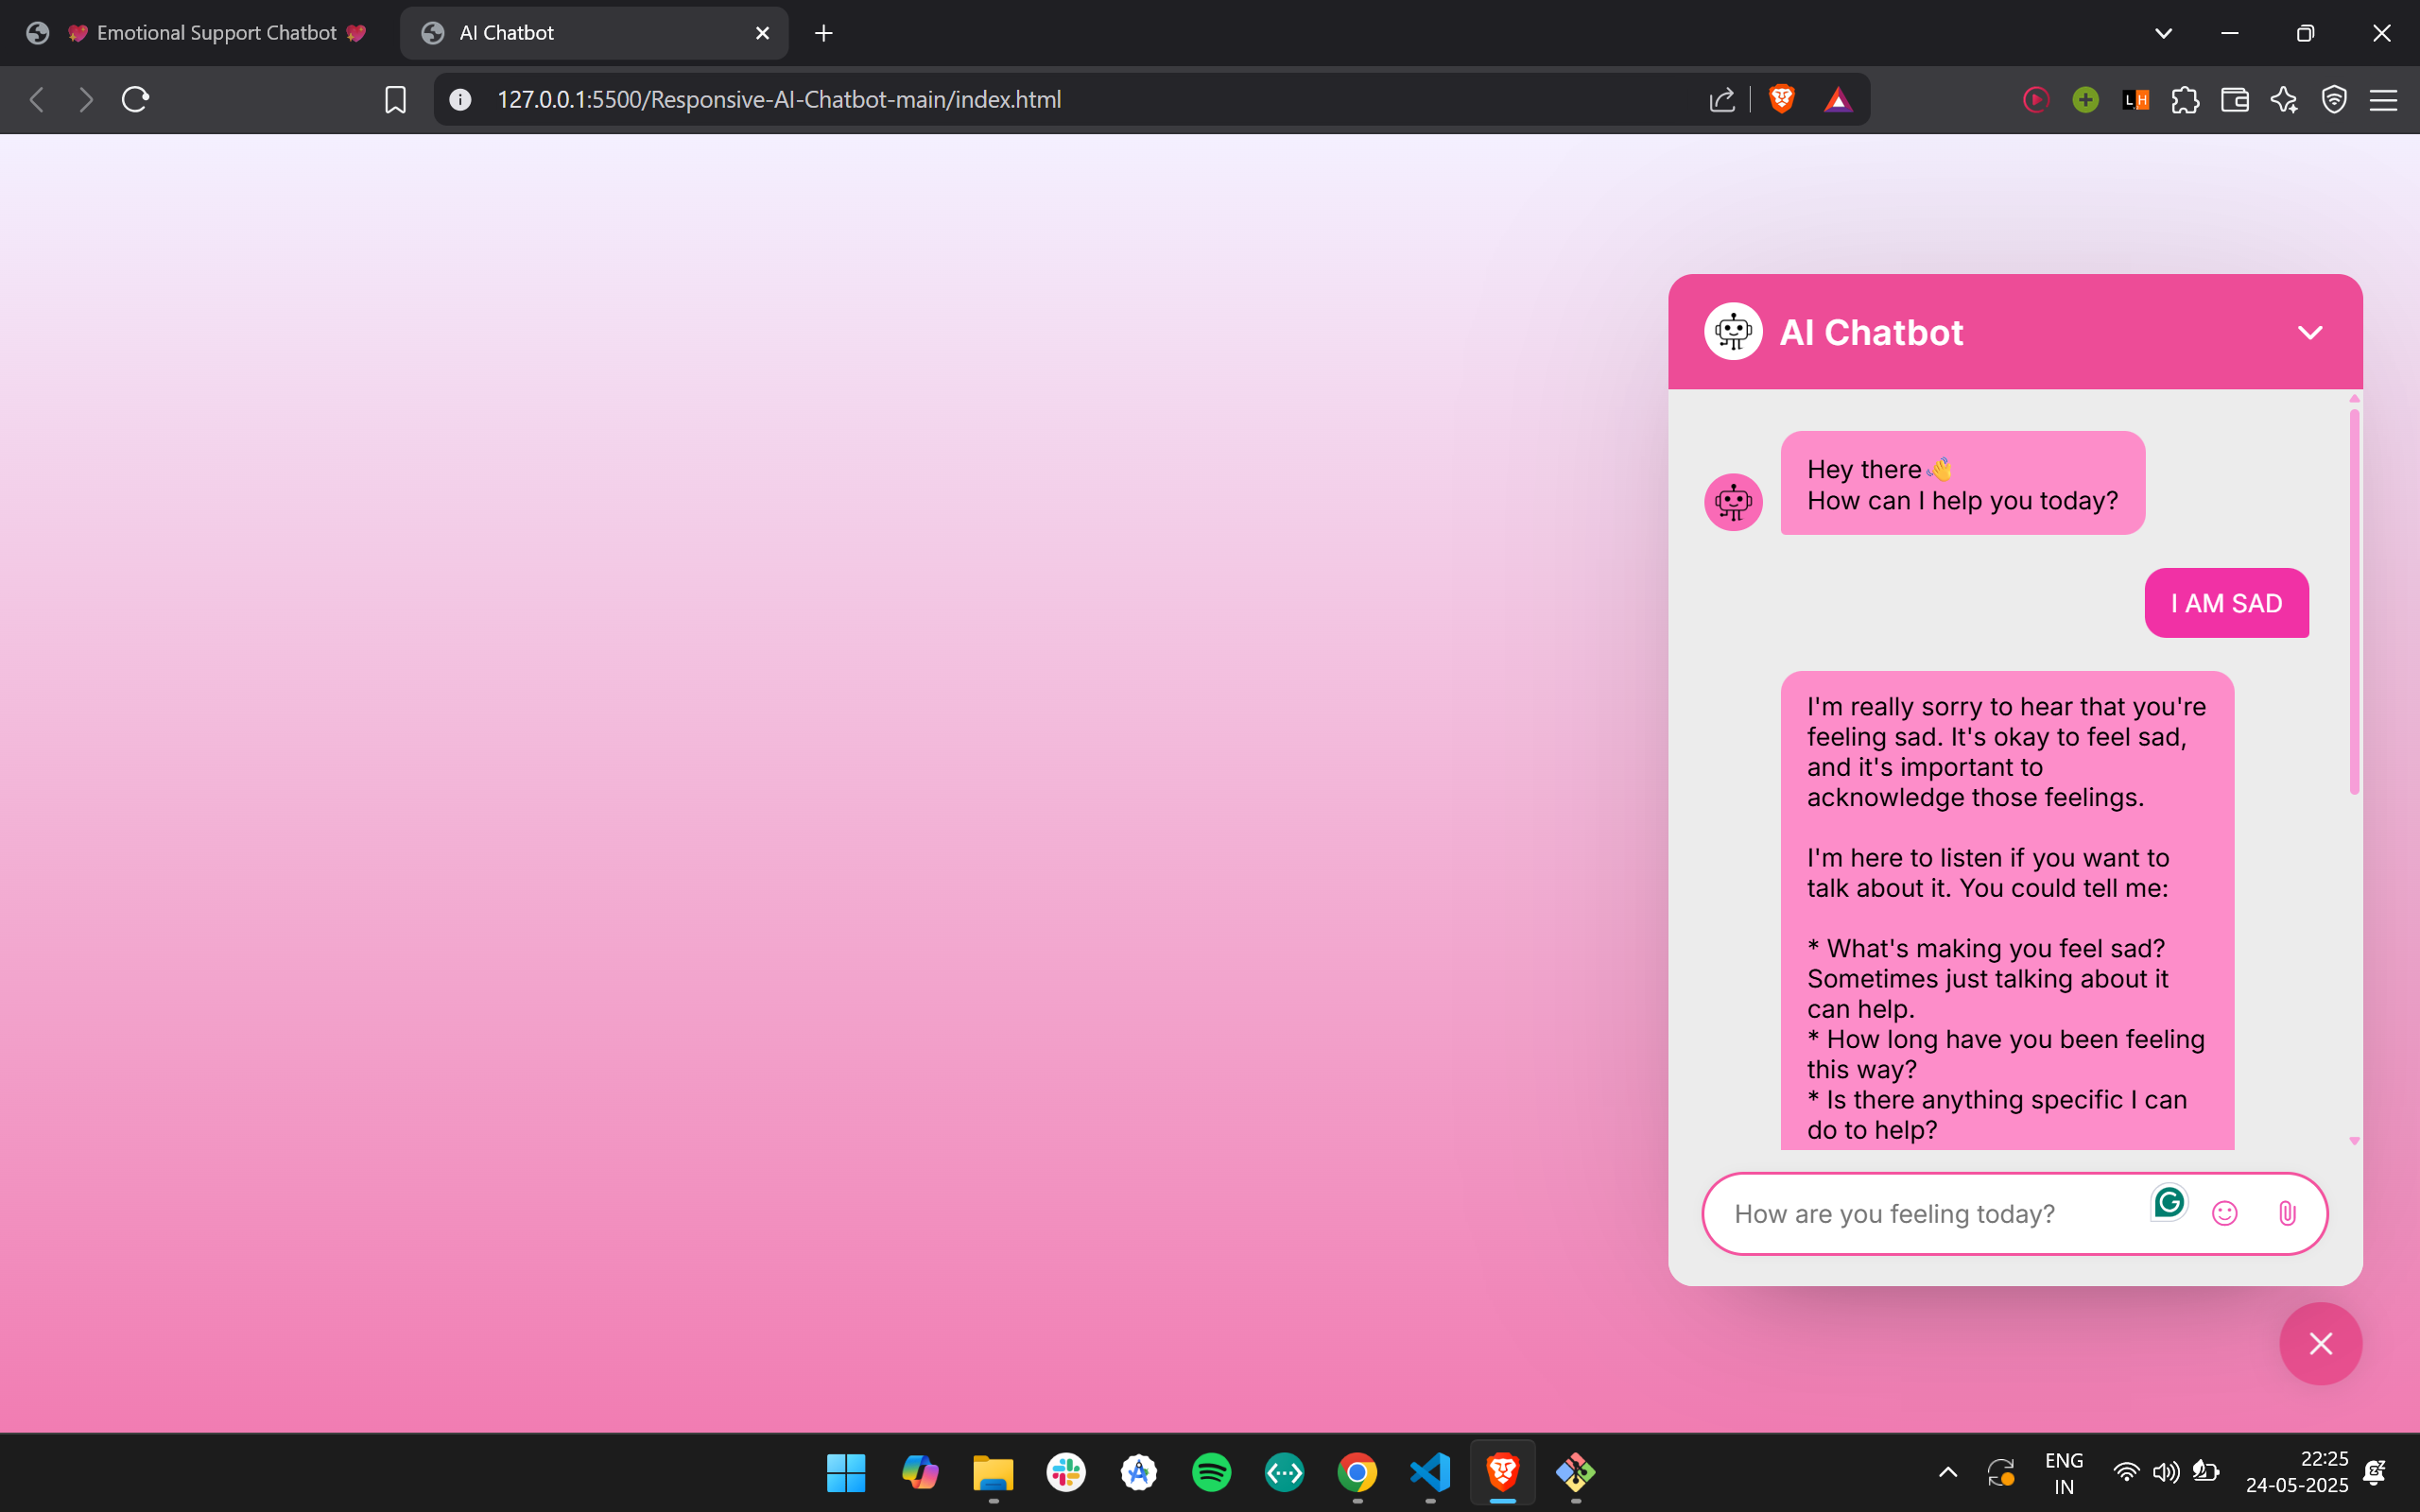 💖 Emotional Support Chatbot 💖
AI Chatbot
127.0.0.1:5500/Responsive-AI-Chatbot-main/index.html
LH
AI Chatbot
Hey there👋
How can I help you today?
I AM SAD
I'm really sorry to hear that you're
feeling sad. It's okay to feel sad,
and it's important to
acknowledge those feelings.
I'm here to listen if you want to
talk about it. You could tell me:
* What's making you feel sad?
Sometimes just talking about it
can help.
* How long have you been feeling
this way?
* Is there anything specific I can
do to help?
How are you feeling today?
ENG
IN
22:25
24-05-2025